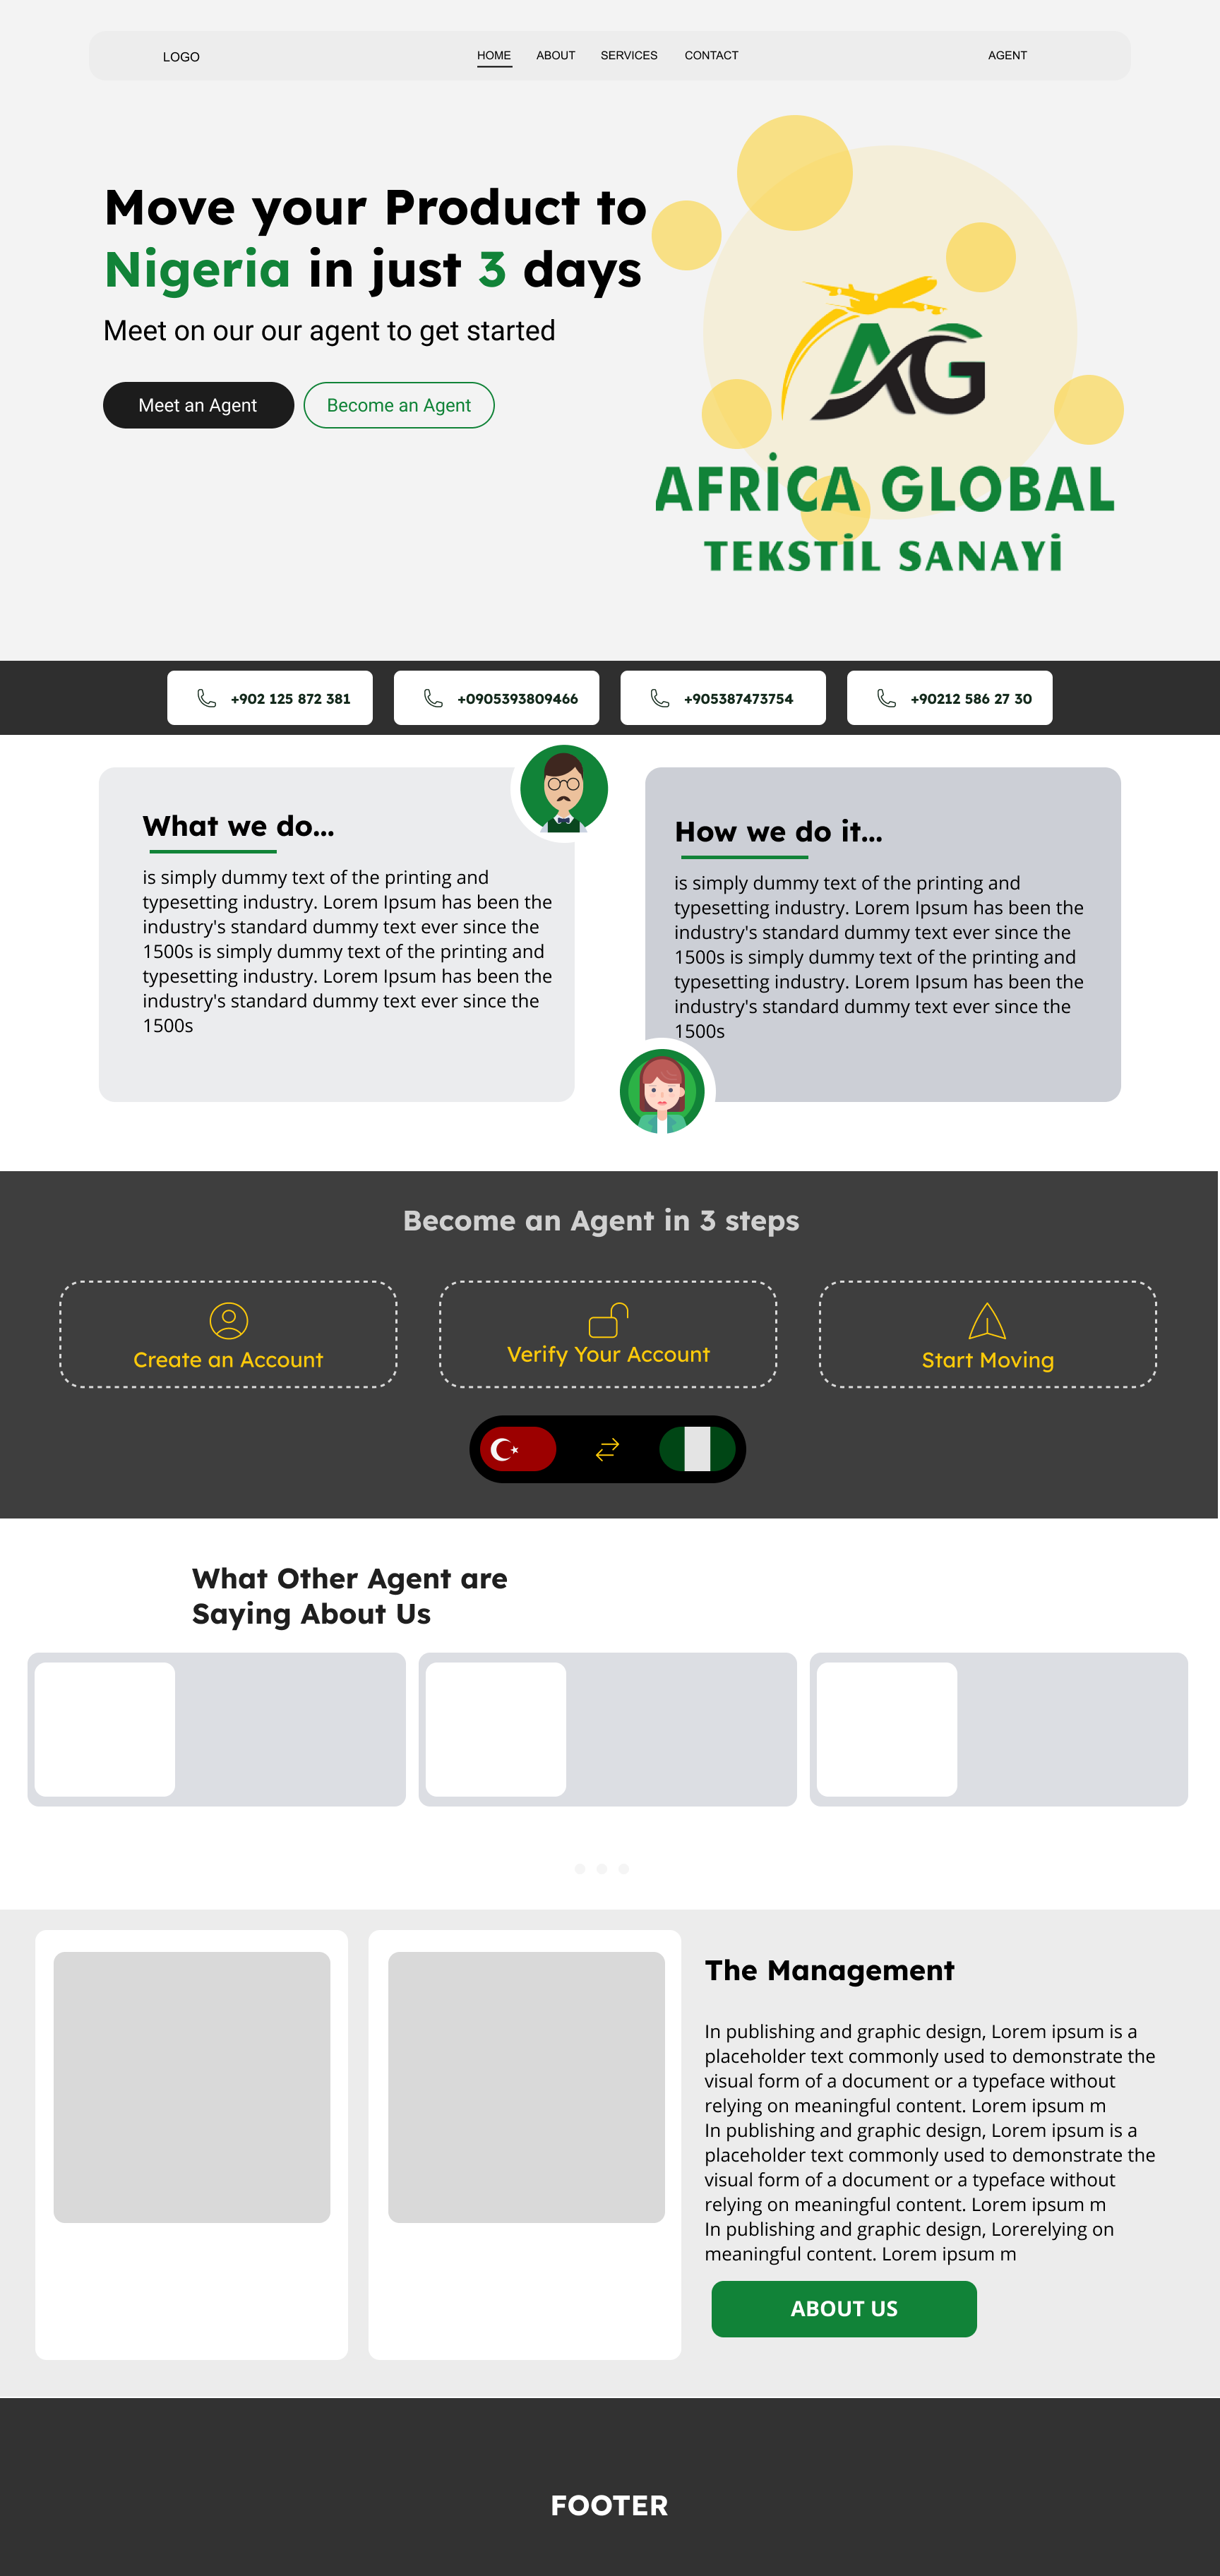 LOGO
HOME
ABOUT
SERVICES
CONTACT
AGENT
Move your Product to
Nigeria in just 3 days
Meet on our our agent to get started
Meet an Agent
Become an Agent
AG
AFRİCA GLOBAL
TEKSTİL SANAYİ
+902 125 872 381
+0905393809466
+905387473754
+90212 586 27 30
What we do...
is simply dummy text of the printing and
typesetting industry. Lorem Ipsum has been the
industry's standard dummy text ever since the
1500s is simply dummy text of the printing and
typesetting industry. Lorem Ipsum has been the
industry's standard dummy text ever since the
1500s
How we do it...
is simply dummy text of the printing and
typesetting industry. Lorem Ipsum has been the
industry's standard dummy text ever since the
1500s is simply dummy text of the printing and
typesetting industry. Lorem Ipsum has been the
industry's standard dummy text ever since the
1500s
Become an Agent in 3 steps
Create an Account
Verify Your Account
Start Moving
What Other Agent are
Saying About Us
The Management
In publishing and graphic design, Lorem ipsum is a
placeholder text commonly used to demonstrate the
visual form of a document or a typeface without
relying on meaningful content. Lorem ipsum m
In publishing and graphic design, Lorem ipsum is a
placeholder text commonly used to demonstrate the
visual form of a document or a typeface without
relying on meaningful content. Lorem ipsum m
In publishing and graphic design, Lorerelying on
meaningful content. Lorem ipsum m
ABOUT US
FOOTER